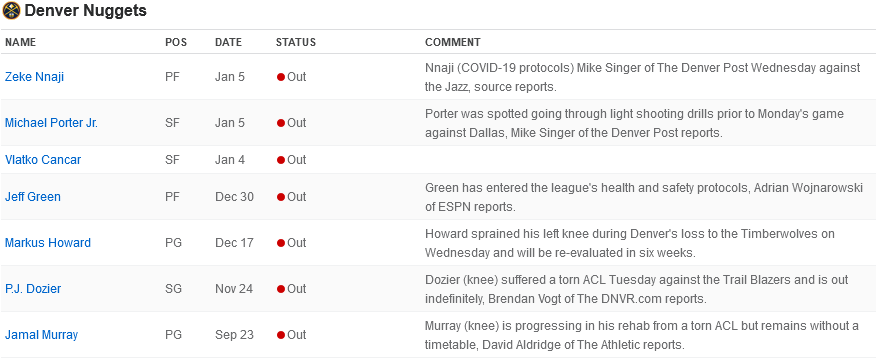 Denver Nuggets
NAME POS DATE STATUS COMMENT
Zeke Nnaji PF Jan 5 Out Nnaji (COVID-19 protocols) Mike Singer of The Denver Post Wednesday against
the Jazz, source reports.
Michael Porter Jr. SF Jan 5 Out Porter was spotted going through light shooting drills prior to Monday's game
against Dallas, Mike Singer of the Denver Post reports.
Vlatko Cancar SF Jan 4 Out
Jeff Green PF Dec 30 Out Green has entered the league's health and safety protocols, Adrian Wojnarowski
of ESPN reports.
Markus Howard PG Dec 17 Out Howard sprained his left knee during Denver's loss to the Timberwolves on
Wednesday and will be re-evaluated in six weeks.
P.J. Dozier SG Nov 24 Out Dozier (knee) suffered a torn ACL Tuesday against the Trail Blazers and is out
indefinitely, Brendan Vogt of The DNVR.com reports.
Jamal Murray PG Sep 23 Out Murray (knee) is progressing in his rehab from a torn ACL but remains without a
timetable, David Aldridge of The Athletic reports.